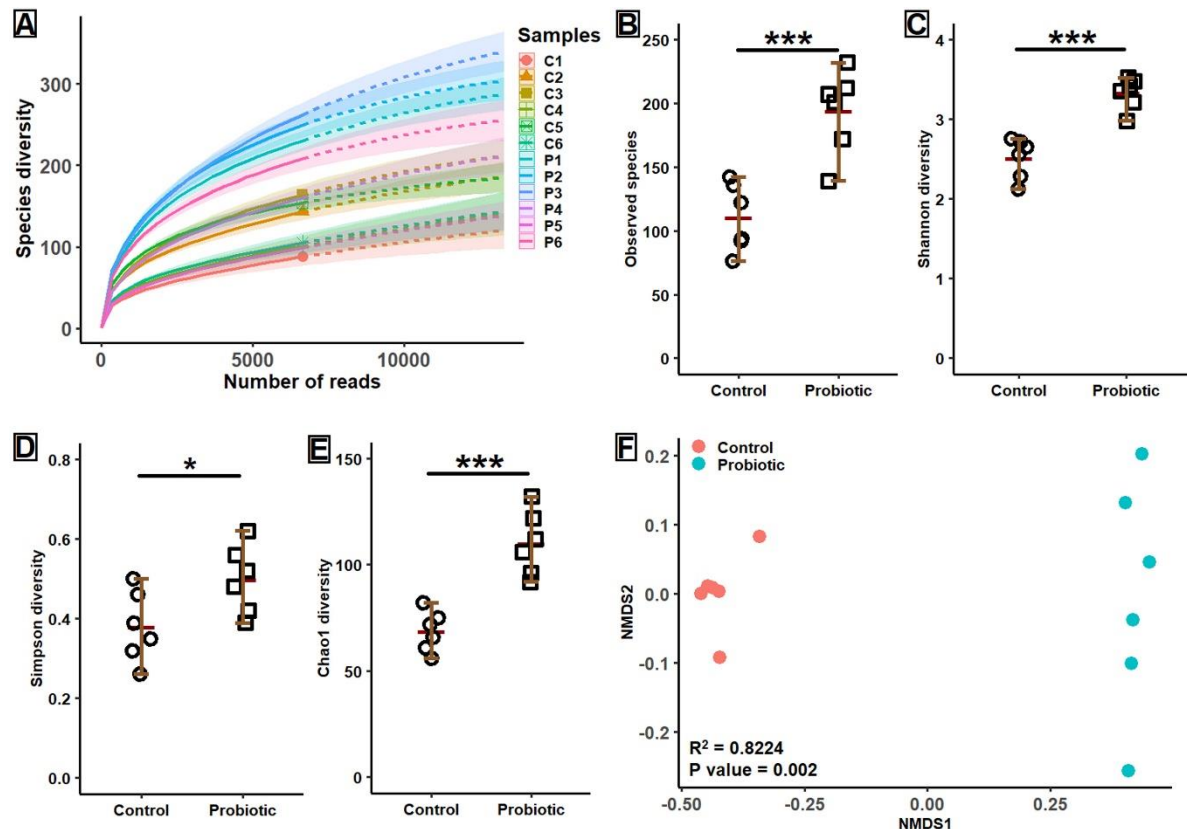 A
Species diversity
300
200
100
0
0
5000
10000
Number of reads
Samples
C1
C2
C3
C4
C5
C6
P1
P2
P3
P4
P5
P6
B
Observed species
250
200
150
100
50
0
***
Control
Probiotic
C
Shannon diversity
4
3
2
1
0
***
Control
Probiotic
D
Simpson diversity
0.8
0.6
0.4
0.2
0.0
*
Control
Probiotic
E
Chao1 diversity
150
100
50
0
***
Control
Probiotic
F
Control
Probiotic
NMDS2
0.2
0.1
0.0
-0.1
-0.2
R² = 0.8224
P value = 0.002
-0.50
-0.25
0.00
0.25
NMDS1